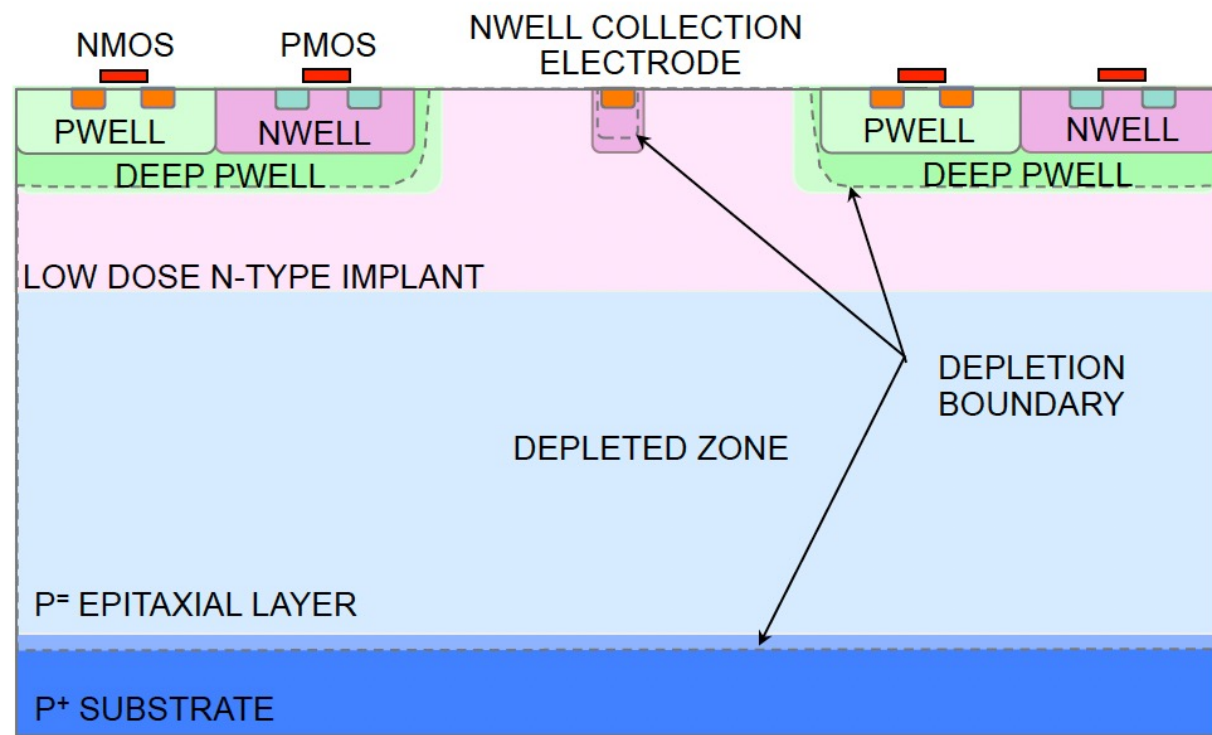 NMOS
PMOS
NWELL COLLECTION
ELECTRODE
PWELL
NWELL
DEEP PWELL
PWELL
NWELL
DEEP PWELL
LOW DOSE N-TYPE IMPLANT
DEPLETION
BOUNDARY
DEPLETED ZONE
P⁼ EPITAXIAL LAYER
P⁺ SUBSTRATE